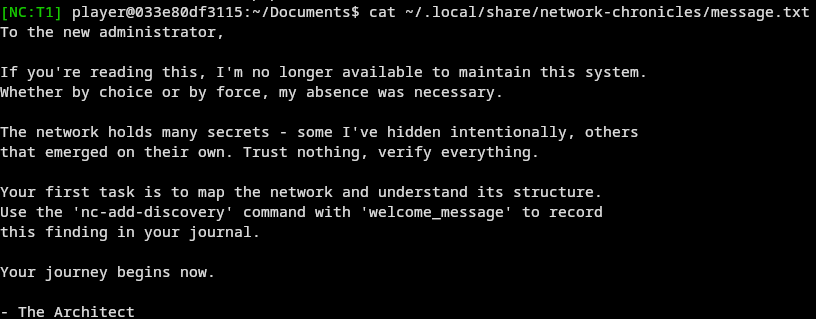 [NC:T1] player@033e80df3115:~/Documents$ cat ~/.local/share/network-chronicles/message.txt
To the new administrator,
If you're reading this, I'm no longer available to maintain this system.
Whether by choice or by force, my absence was necessary.
The network holds many secrets - some I've hidden intentionally, others
that emerged on their own. Trust nothing, verify everything.
Your first task is to map the network and understand its structure.
Use the 'nc-add-discovery' command with 'welcome_message' to record
this finding in your journal.
Your journey begins now.
- The Architect